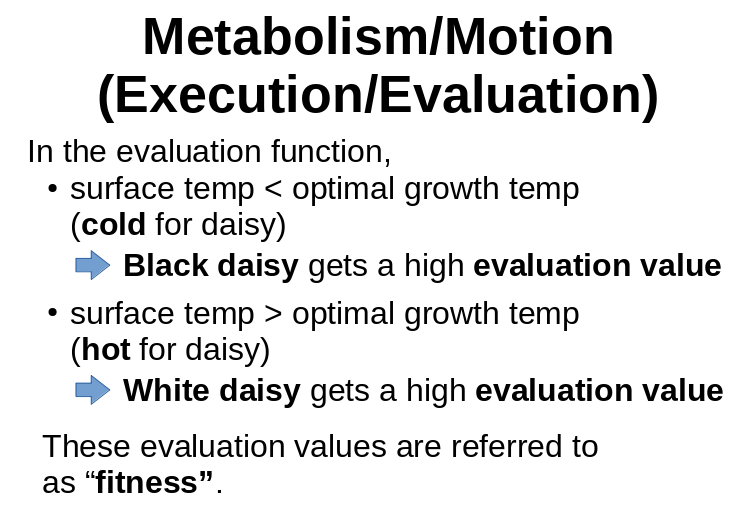 Metabolism/Motion
(Execution/Evaluation)
In the evaluation function,
• surface temp < optimal growth temp
(cold for daisy)
Black daisy gets a high evaluation value
• surface temp > optimal growth temp
(hot for daisy)
White daisy gets a high evaluation value
These evaluation values are referred to
as “fitness”.